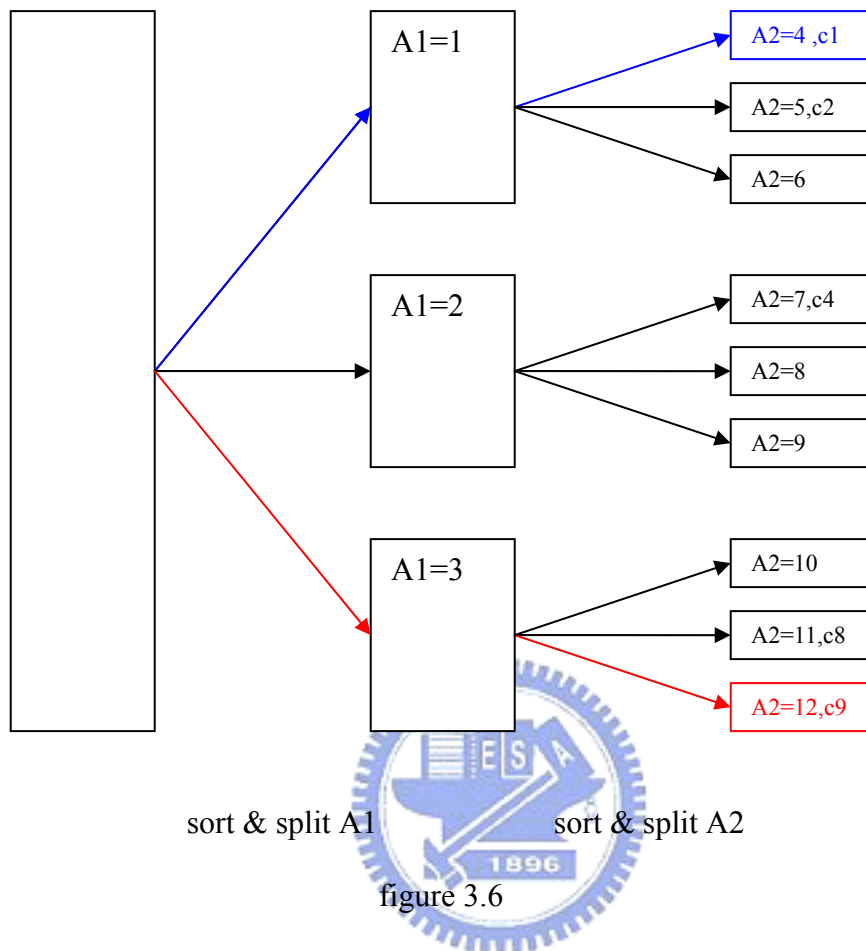 A1=1
A2=4 ,c1
A2=5,c2
A2=6
A1=2
A2=7,c4
A2=8
A2=9
A1=3
A2=10
A2=11,c8
A2=12,c9
E S A
sort & split A1
sort & split A2
1896
figure 3.6